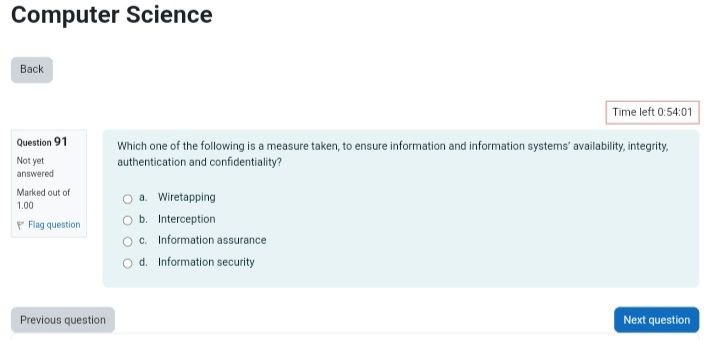 Computer Science
Back
Time left 0:54:01
Question 91
Not yet
answered
Marked out of
1.00
Flag question
Which one of the following is a measure taken, to ensure information and information systems' availability, integrity,
authentication and confidentiality?
a. Wiretapping
b. Interception
c. Information assurance
d. Information security
Previous question
Next question